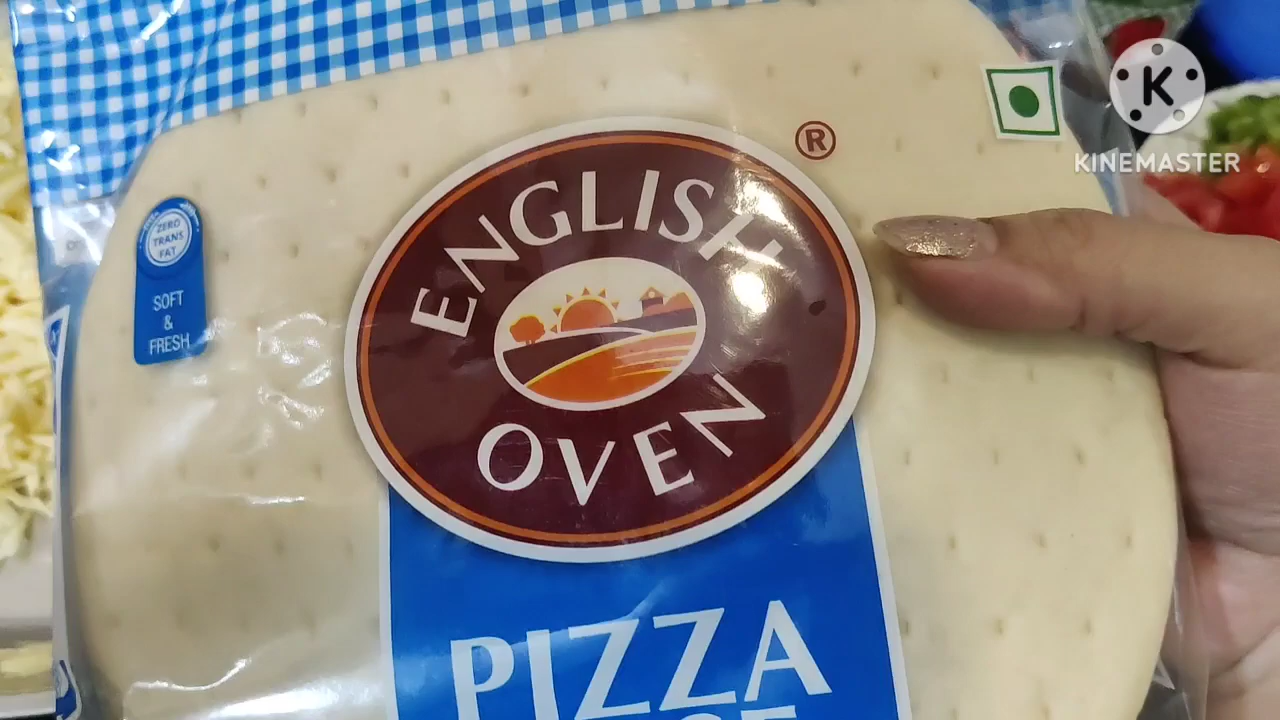 ENGLISH
OVEN
®
ZERO
TRANS
FAT
SOFT
&
FRESH
PIZZA
K
KINEMASTER